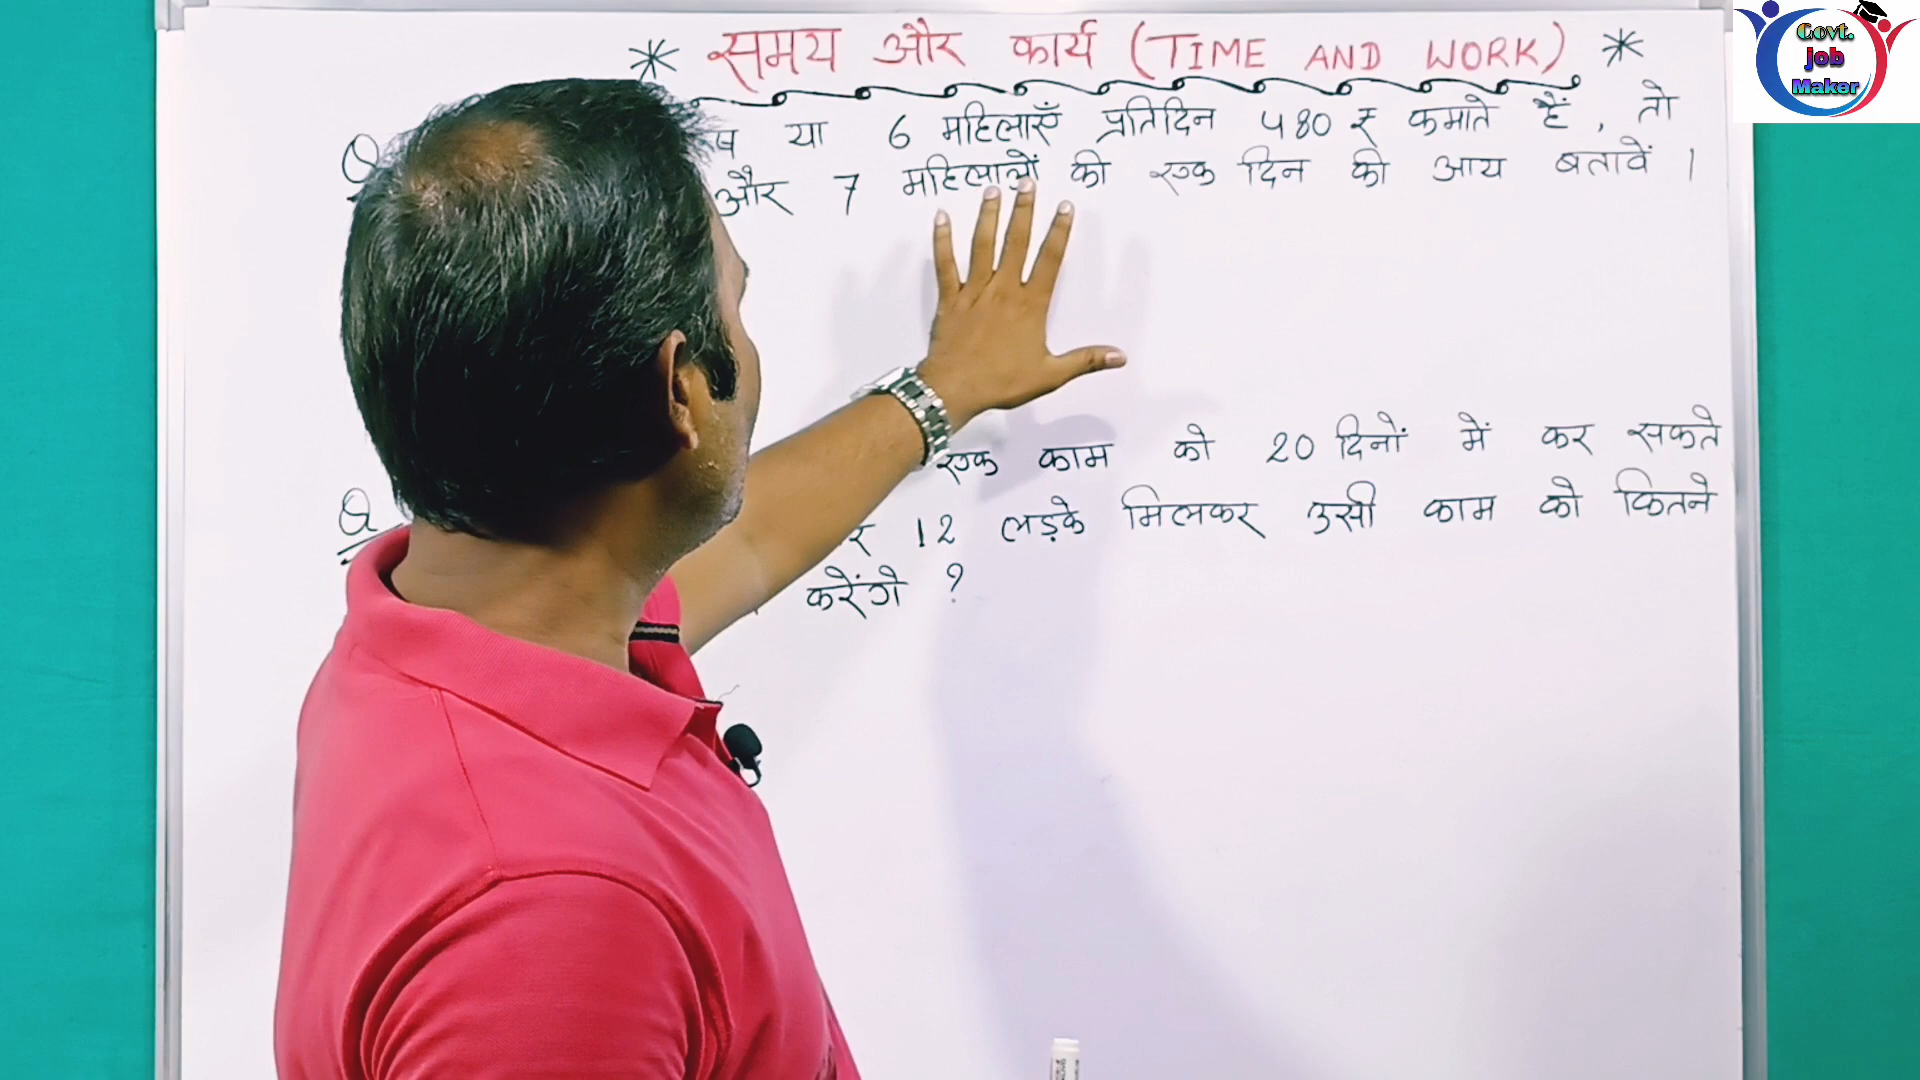 * समय और कार्य (TIME AND WORK) *
Q या 6 महिलाएँ प्रतिदिन 480 ₹ कमाते हैं, तो
और 7 महिलाओं की एक दिन की आय बतावें ।
एक काम को 20 दिनों में कर सकते
Q 12 लड़के मिलकर उसी काम को कितने
करेंगे ?
Govt.
job
Maker